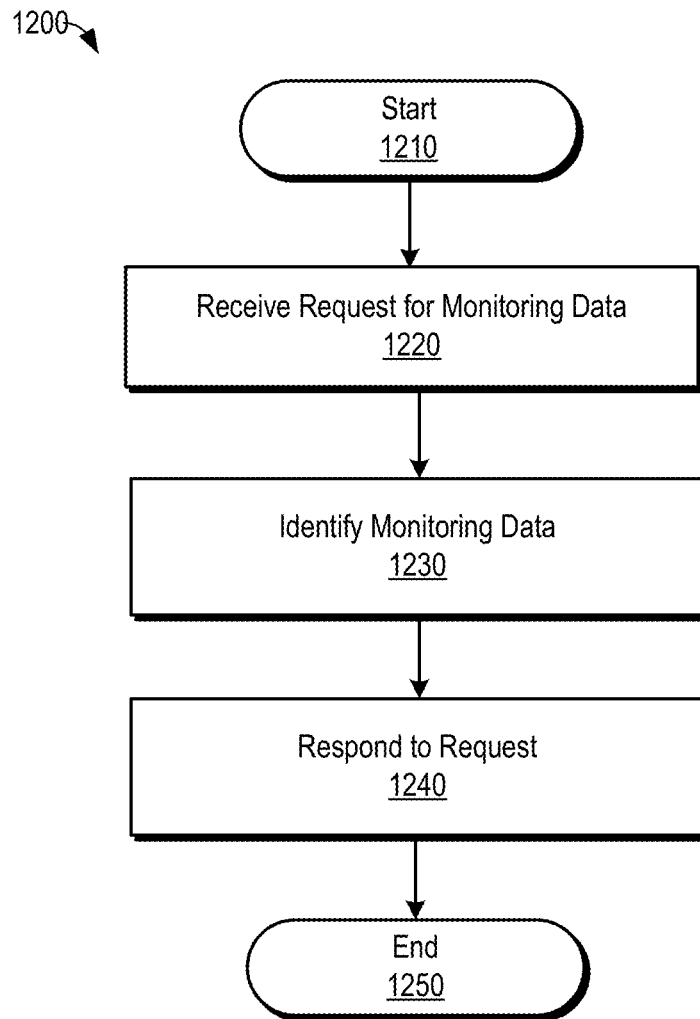 1200
Start
1210
Receive Request for Monitoring Data
1220
Identify Monitoring Data
1230
Respond to Request
1240
End
1250